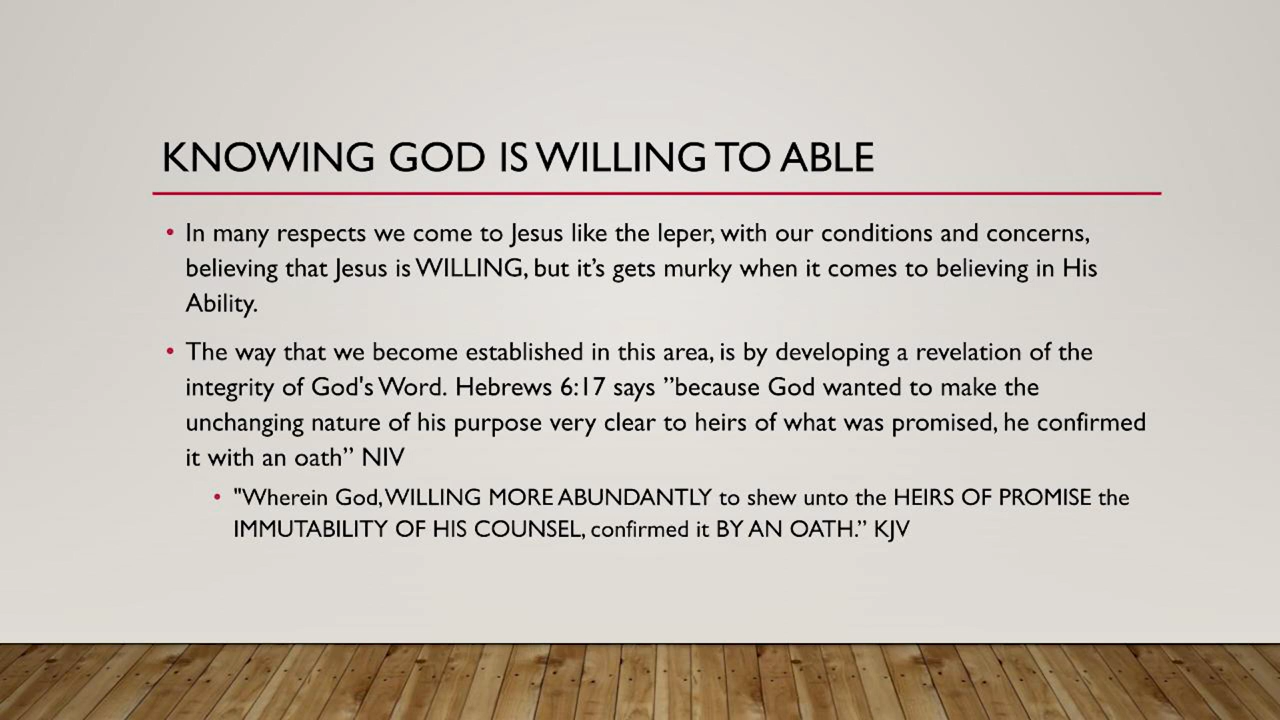 KNOWING GOD IS WILLING TO ABLE
• In many respects we come to Jesus like the leper, with our conditions and concerns,
believing that Jesus is WILLING, but it’s gets murky when it comes to believing in His
Ability.
• The way that we become established in this area, is by developing a revelation of the
integrity of God's Word. Hebrews 6:17 says ”because God wanted to make the
unchanging nature of his purpose very clear to heirs of what was promised, he confirmed
it with an oath” NIV
• "Wherein God, WILLING MORE ABUNDANTLY to shew unto the HEIRS OF PROMISE the
IMMUTABILITY OF HIS COUNSEL, confirmed it BY AN OATH.” KJV